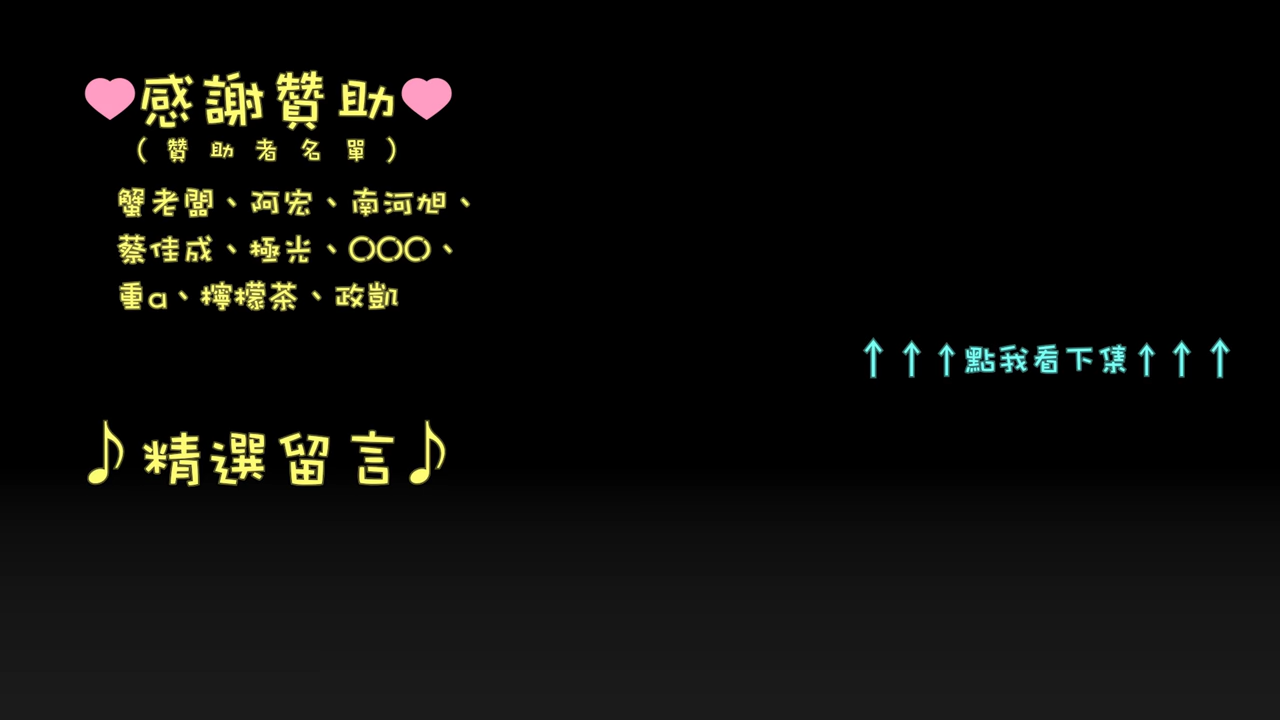 感謝贊助
(贊助者名單)
蟹老闆、阿宏、南河旭、
蔡佳成、極光、〇〇〇、
重a、檸檬茶、政凱
↑↑↑點我看下集↑↑↑
♪精選留言♪